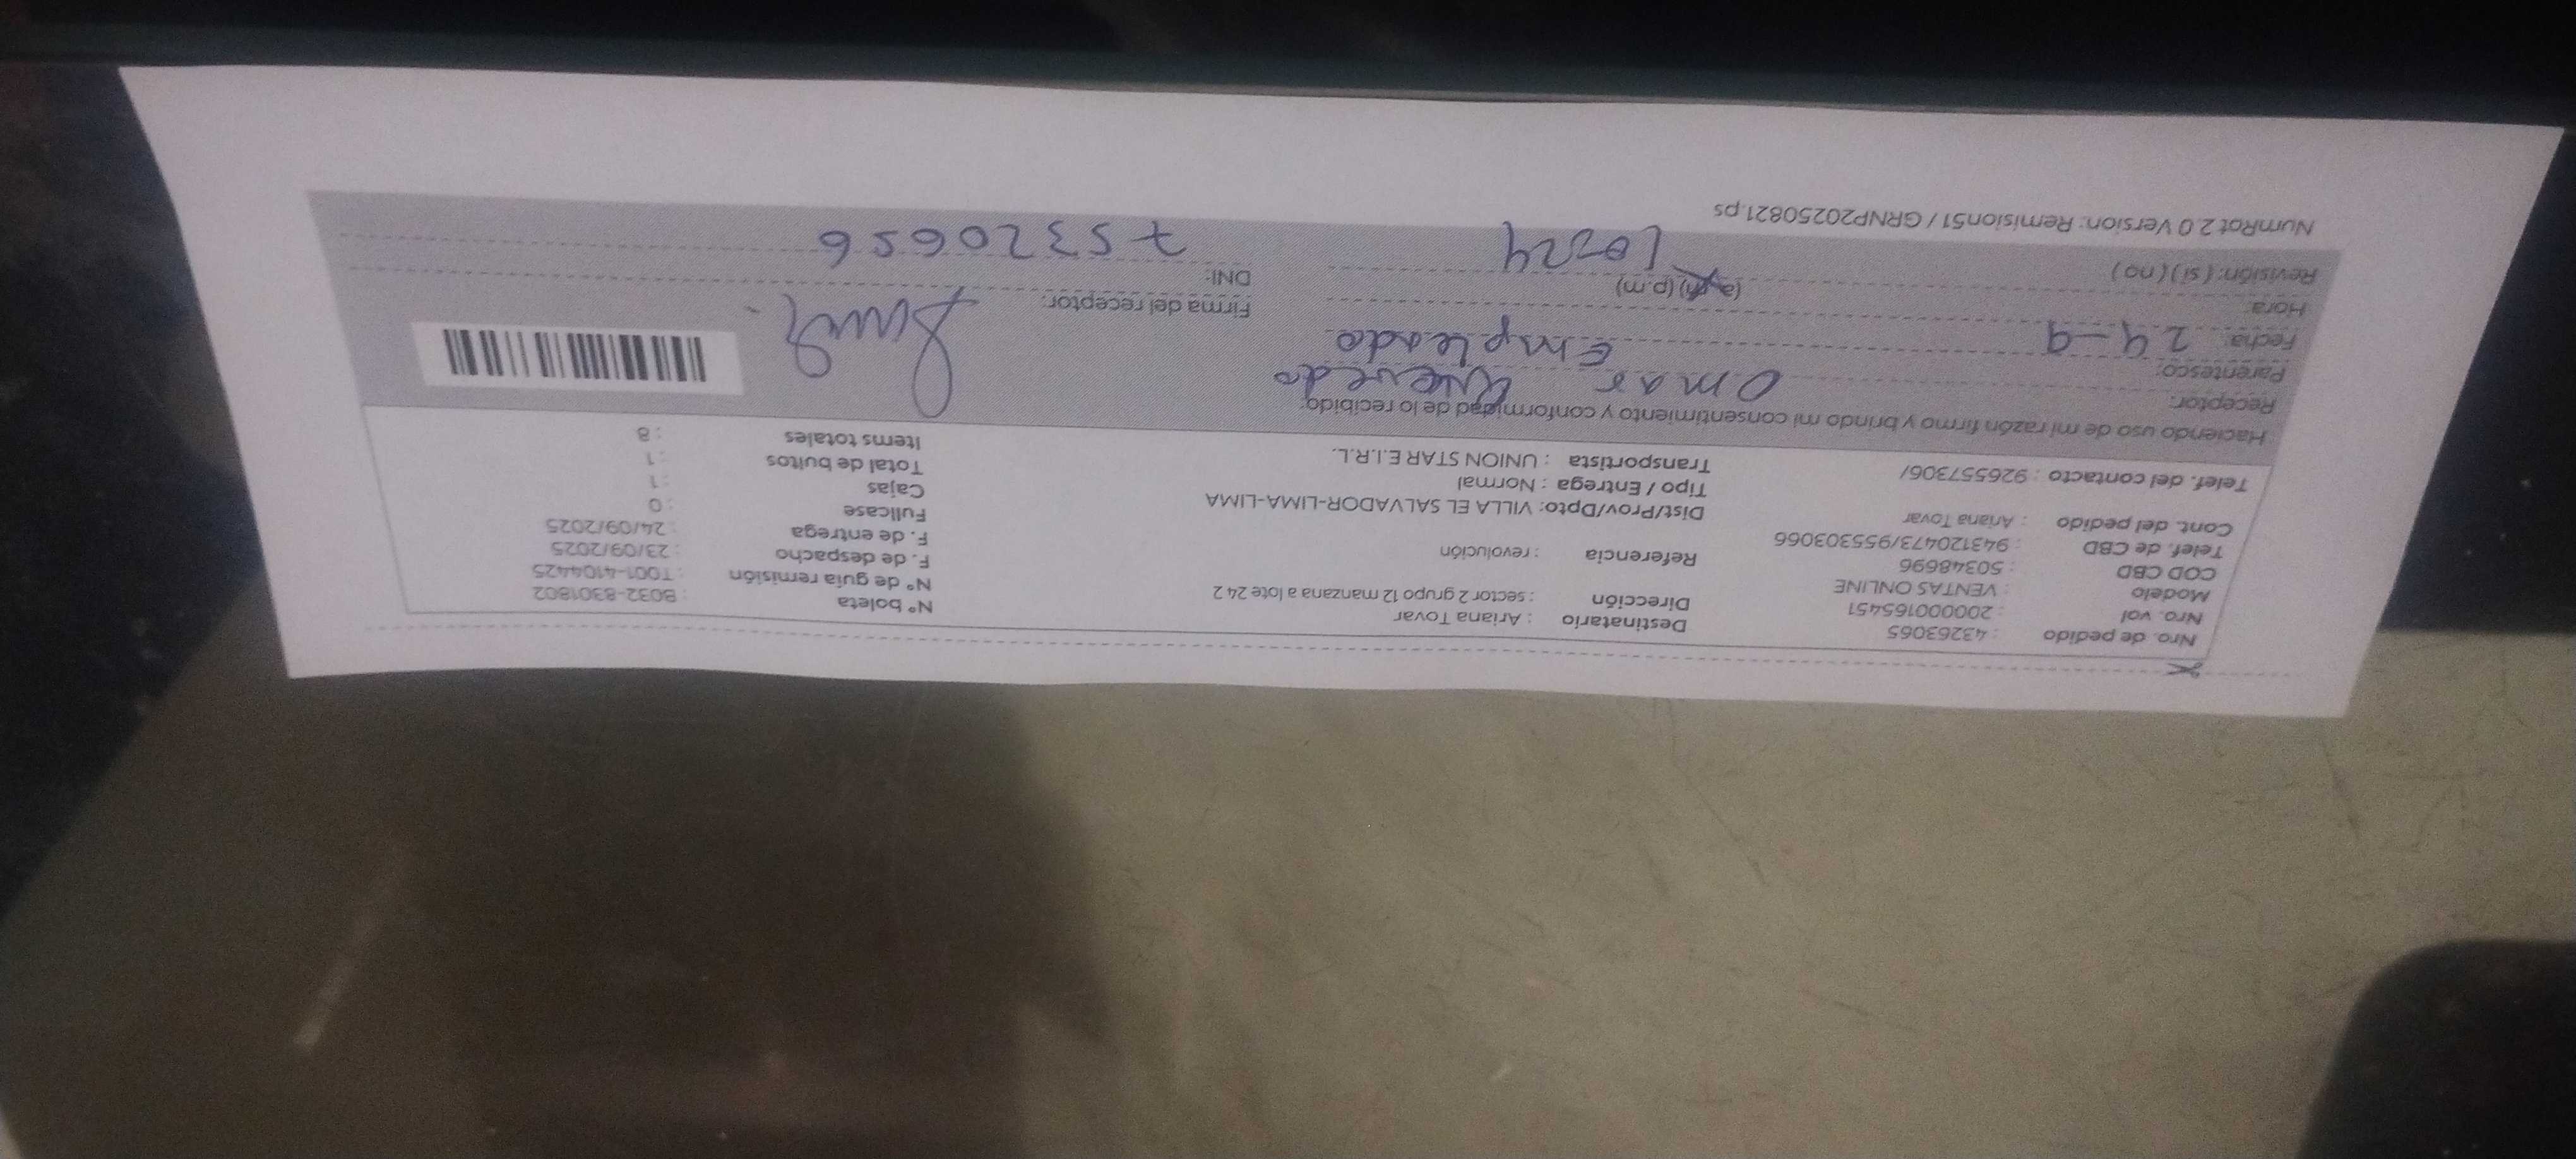 Nro. de pedido : 43263065
Nro. vol : 200000165451
Modelo : VENTAS ONLINE
COD CBD : 50348696
Telef. de CBD : 943120473/955303066
Cont. del pedido : Ariana Tovar
Telef. del contacto : 926557306/
Destinatario : Ariana Tovar
Dirección : sector 2 grupo 12 manzana a lote 24 2
Referencia : revolución
Dist/Prov/Dpto: VILLA EL SALVADOR-LIMA-LIMA
Tipo / Entrega : Normal
Transportista : UNION STAR E.I.R.L.
N° boleta : B032-8301802
N° de guía remisión : T001-4104425
F. de despacho : 23/09/2025
F. de entrega : 24/09/2025
Fullcase : 0
Cajas : 1
Total de bultos : 1
Items totales : 8
Haciendo uso de mi razón firmo y brindo mi consentimiento y conformidad de lo recibido:
Receptor: Omar Quevedo
Parentesco: Empleado
Fecha: 24-9
Hora: (a.m) (p.m)
Revisión: ( si ) ( no ) 10:24
Firma del receptor:
DNI: 75320656
NumRot 2.0 Version: Remision51 / GRNP20250821.ps